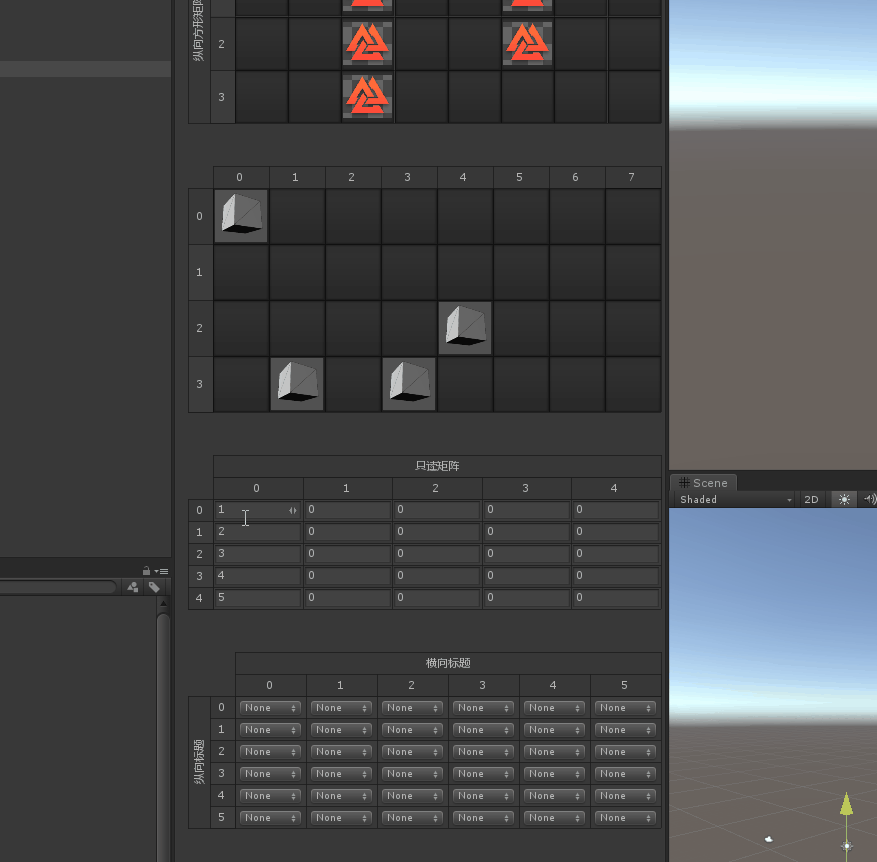 纵向方形矩阵
2
3
0 1 2 3 4 5 6 7
0
1
2
3
只读矩阵
0 1 2 3 4
0 1 0 0 0 0
1 2 0 0 0 0
2 3 0 0 0 0
3 4 0 0 0 0
4 5 0 0 0 0
横向标题
0 1 2 3 4 5
纵向标题
0 None None None None None None
1 None None None None None None
2 None None None None None None
3 None None None None None None
4 None None None None None None
5 None None None None None None
Scene
Shaded 2D